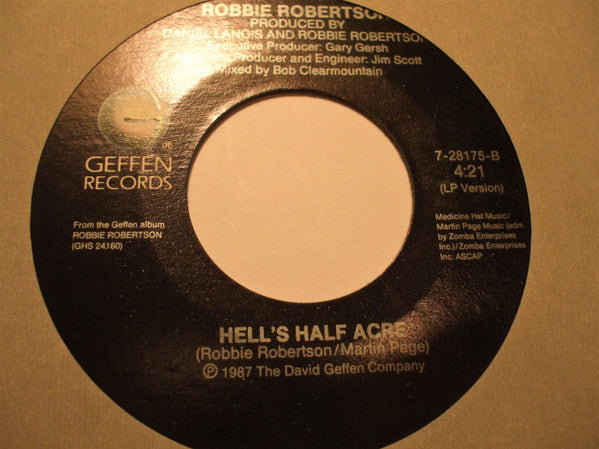 ROBBIE ROBERTSON
PRODUCED BY
DANIEL LANOIS AND ROBBIE ROBERTSON
Executive Producer: Gary Gersh
Producer and Engineer: Jim Scott
Mixed by Bob Clearmountain
GEFFEN ®
RECORDS
From the Geffen album
ROBBIE ROBERTSON
(GHS 24160)
7-28175-B
4:21
(LP Version)
Medicine Hat Music/
Martin Page Music (adm.
by Zomba Enterprises
Inc.)/Zomba Enterprises
Inc. ASCAP
HELL'S HALF ACRE
(Robbie Robertson/Martin Page)
℗ 1987 The David Geffen Company